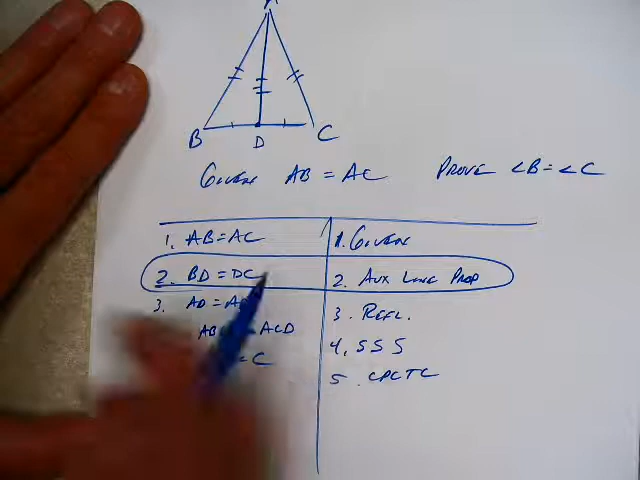 A
B D C
GIVEN AB = AC PROVE ∠B = ∠C
1. AB = AC 1. GIVEN
2. BD = DC 2. AUX LINE PROP
3. AD = 3. REFL.
ACD 4. SSS
= C 5. CPCTC